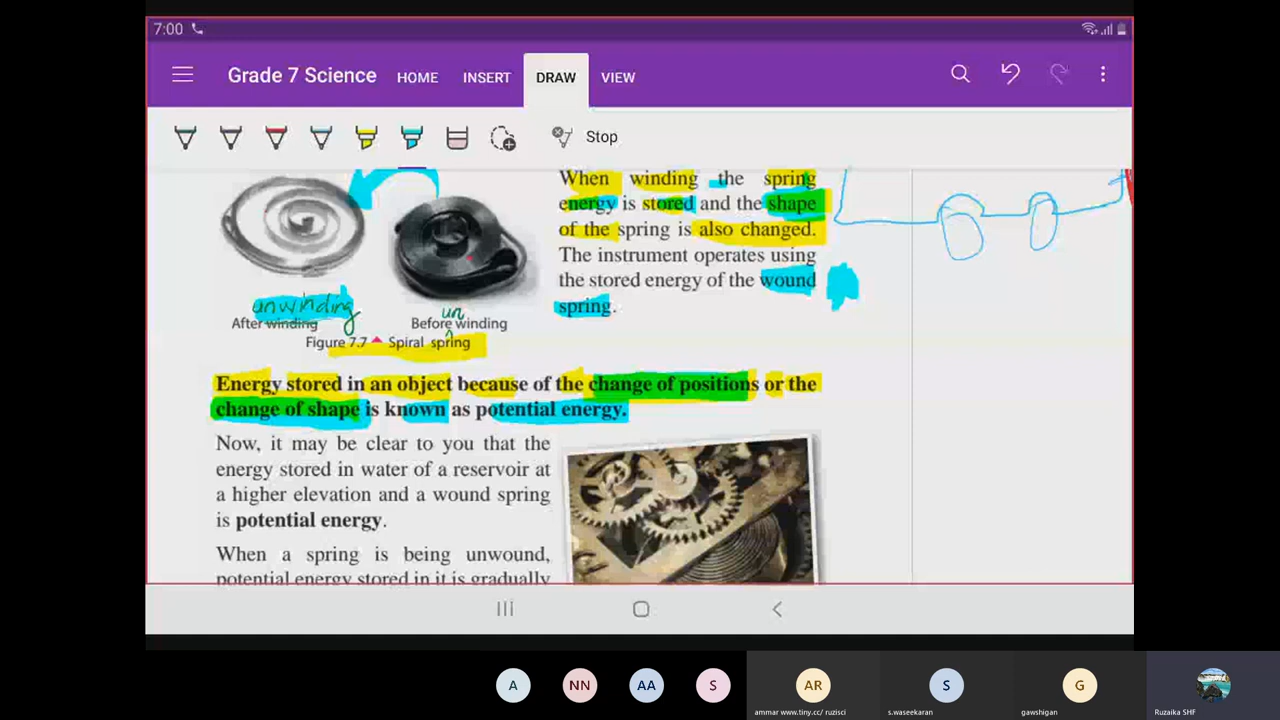 7:00
Grade 7 Science HOME INSERT DRAW VIEW
Stop
When winding the spring
energy is stored and the shape
of the spring is also changed.
The instrument operates using
the stored energy of the wound
spring.
unwinding
After winding
un
Before winding
Figure 7.7 Spiral spring
Energy stored in an object because of the change of positions or the
change of shape is known as potential energy.
Now, it may be clear to you that the
energy stored in water of a reservoir at
a higher elevation and a wound spring
is potential energy.
When a spring is being unwound,
potential energy stored in it is gradually
A NN AA S AR S G
ammar www.tiny.cc/ ruzisci s.waseekaran gawshigan Ruzaika SHF